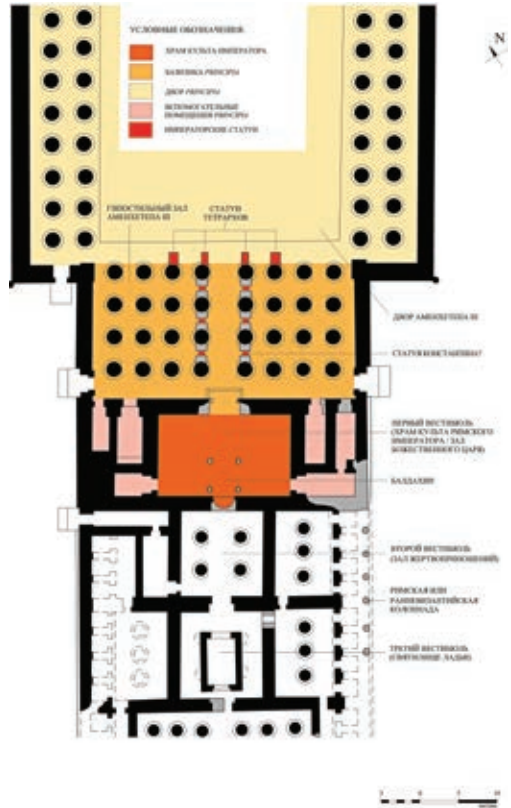 УСЛОВНЫЕ ОБОЗНАЧЕНИЯ
ХРАМ КУЛЬТА ИМПЕРАТОРА
БАЗИЛИКА PRINCIPIA
ДВОР PRINCIPIA
ВСПОМОГАТЕЛЬНЫЕ
ПОМЕЩЕНИЯ PRINCIPIA
ИМПЕРАТОРСКИЕ СТАТУИ
N
ГИПОСТИЛЬНЫЙ ЗАЛ
АМЕНХЕТЕПА III
СТАТУИ
ТЕТРАРХОВ
ДВОР АМЕНХЕТЕПА III
СТАТУЯ КОНСТАНТИНА?
ПЕРВЫЙ ВЕСТИБЮЛЬ
(ХРАМ КУЛЬТА РИМСКОГО
ИМПЕРАТОРА / ЗАЛ
БОЖЕСТВЕННОГО ЦАРЯ)
БАЛДАХИН
ВТОРОЙ ВЕСТИБЮЛЬ
(ЗАЛ ЖЕРТВОПРИНОШЕНИЙ)
РИМСКАЯ ИЛИ
РАННЕВИЗАНТИЙСКАЯ
КОЛОННАДА
ТРЕТИЙ ВЕСТИБЮЛЬ
(СВЯТИЛИЩЕ ЛАДЬИ)